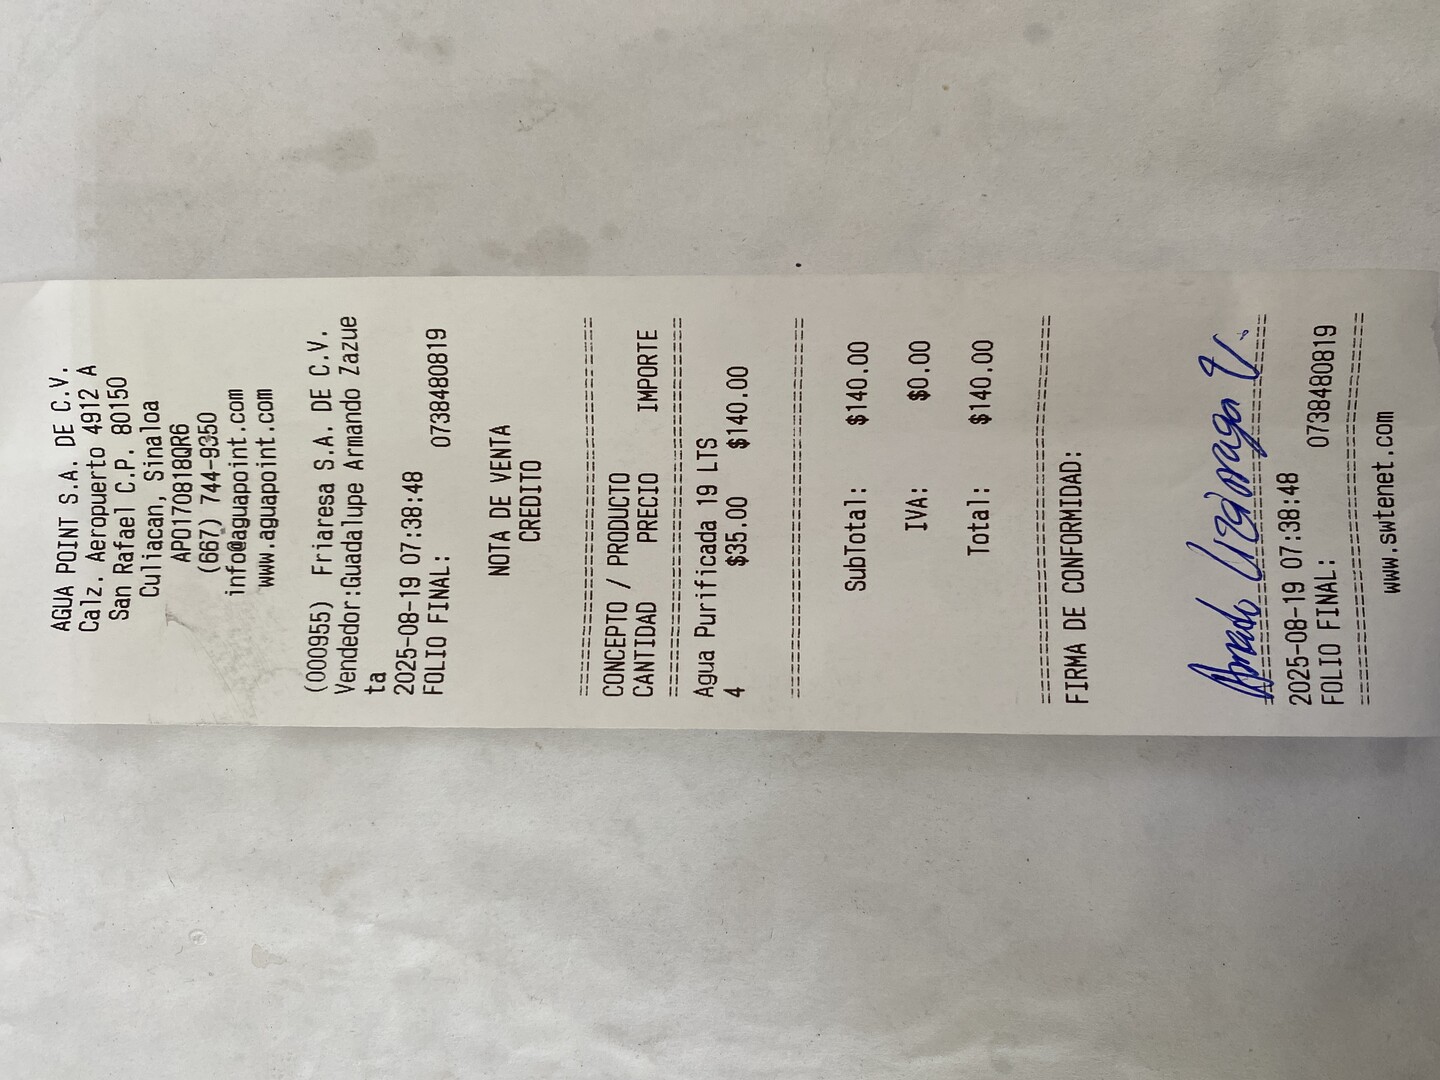 AGUA POINT S.A. DE C.V.
Calz. Aeropuerto 4912 A
San Rafael C.P. 80150
Culiacan, Sinaloa
APO170818QR6
(667) 744-9350
info@aguapoint.com
www.aguapoint.com
(000955) Friaresa S.A. DE C.V.
Vendedor:Guadalupe Armando Zazue
ta
2025-08-19 07:38:48
FOLIO FINAL: 0738480819
NOTA DE VENTA
CREDITO
================================
CONCEPTO / PRODUCTO
CANTIDAD PRECIO IMPORTE
================================
Agua Purificada 19 LTS
4 $35.00 $140.00
================================
SubTotal: $140.00
IVA: $0.00
Total: $140.00
================================
FIRMA DE CONFORMIDAD:
Amado Lizarraga V.
================================
2025-08-19 07:38:48
FOLIO FINAL: 0738480819
================================
www.swtenet.com